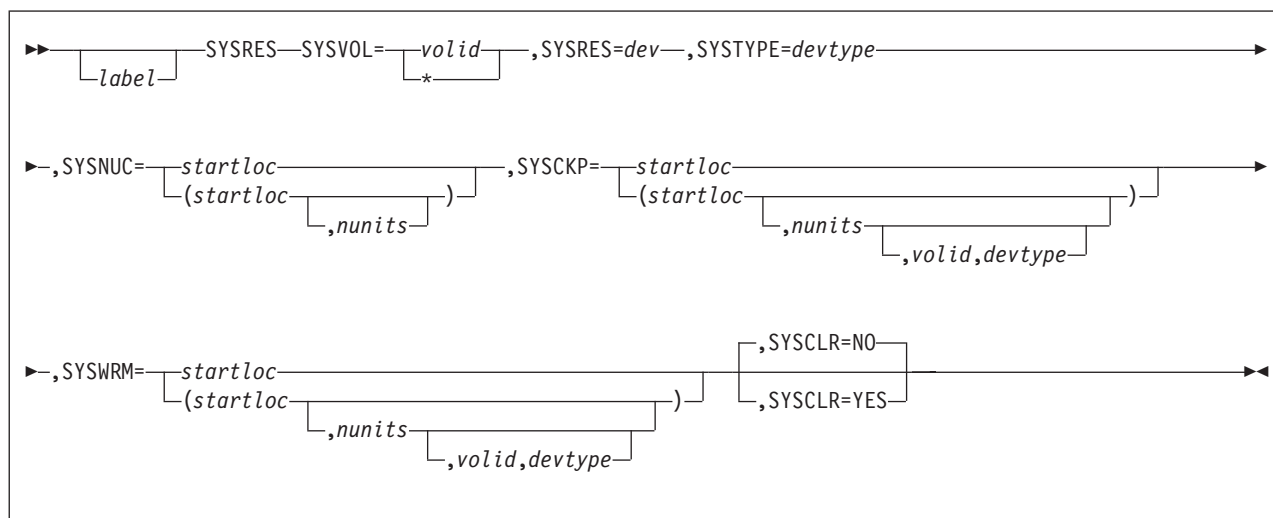 SYSRES SYSVOL= volid ,SYSRES=dev ,SYSTYPE=devtype
label *
,SYSNUC= startloc ,SYSCKP= startloc
(startloc ) (startloc )
,nunits ,nunits
,volid,devtype
,SYSCLR=NO
,SYSWRM= startloc
(startloc ) ,SYSCLR=YES
,nunits
,volid,devtype